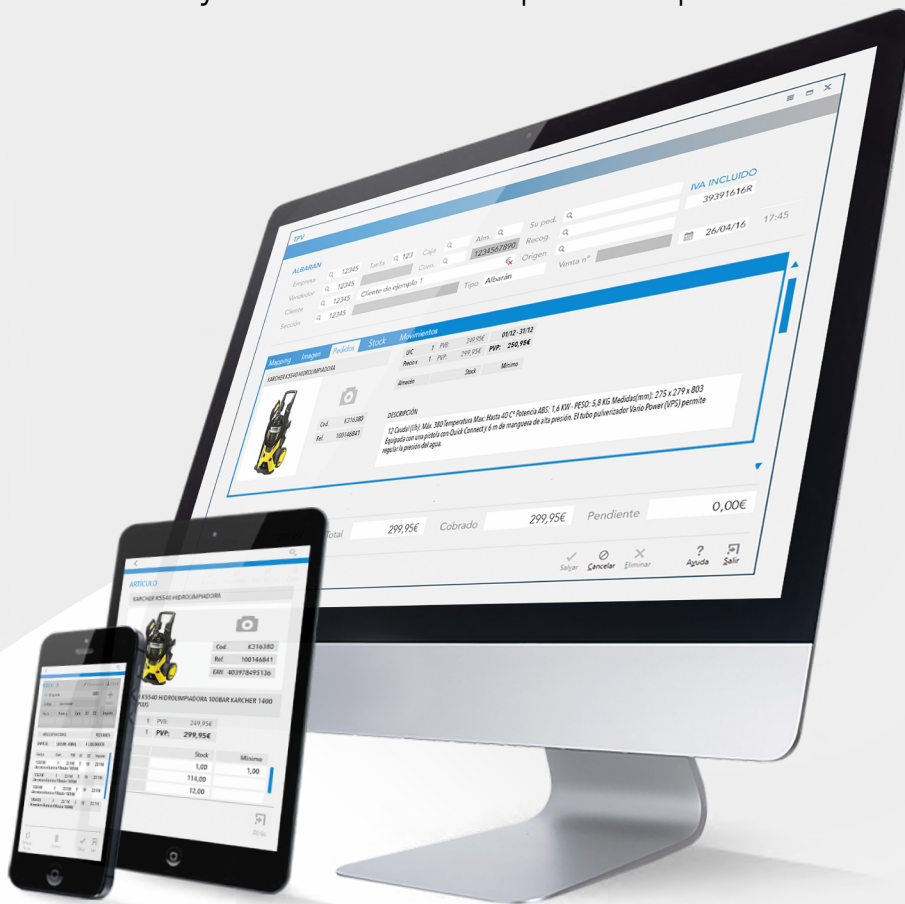 TPV
IVA INCLUIDO
39391616R
ALBARÁN
Empresa 12345 Tarifa 123 Caja Alm. Su ped.
Vendedor 12345 Com. 1234567890 Recog. 26/04/16 17:45
Cliente 12345 Cliente de ejemplo 1 Origen
Sección 12345 Tipo Albarán Venta nº
Mapping Imagen Pedidos Stock Movimientos
KARCHER K5540 HIDROLIMPIADORA
U/C 1 PVB: 249,95€ 01/12 - 31/12
Precio x 1 PVP: 299,95€ PVP: 250,95€
Almacén Stock Mínimo
Cod. K316380
Ref. 100146841
DESCRIPCIÓN
12 Caudal (l/h): Máx. 380 Temperatura Max: Hasta 40 Cº Potencia ABS: 1,6 KW - PESO: 5,8 KG Medidas(mm): 275 x 279 x 803
Equipada con una pistola con Quick Connect y 6 m de manguera de alta presión. El tubo pulverizador Vario Power (VPS) permite
regular la presión del agua.
Total 299,95€ Cobrado 299,95€ Pendiente 0,00€
Salvar Cancelar Eliminar Ayuda Salir
ARTÍCULO
KARCHER K5540 HIDROLIMPIADORA
Cod. K316380
Ref. 100146841
EAN: 403978495136
K5540 HIDROLIMPIADORA 100BAR KARCHER 1400
PLUS
1 PVB: 249,95€
1 PVP: 299,95€
Stock Mínimo
1,00 1,00
114,00
12,00